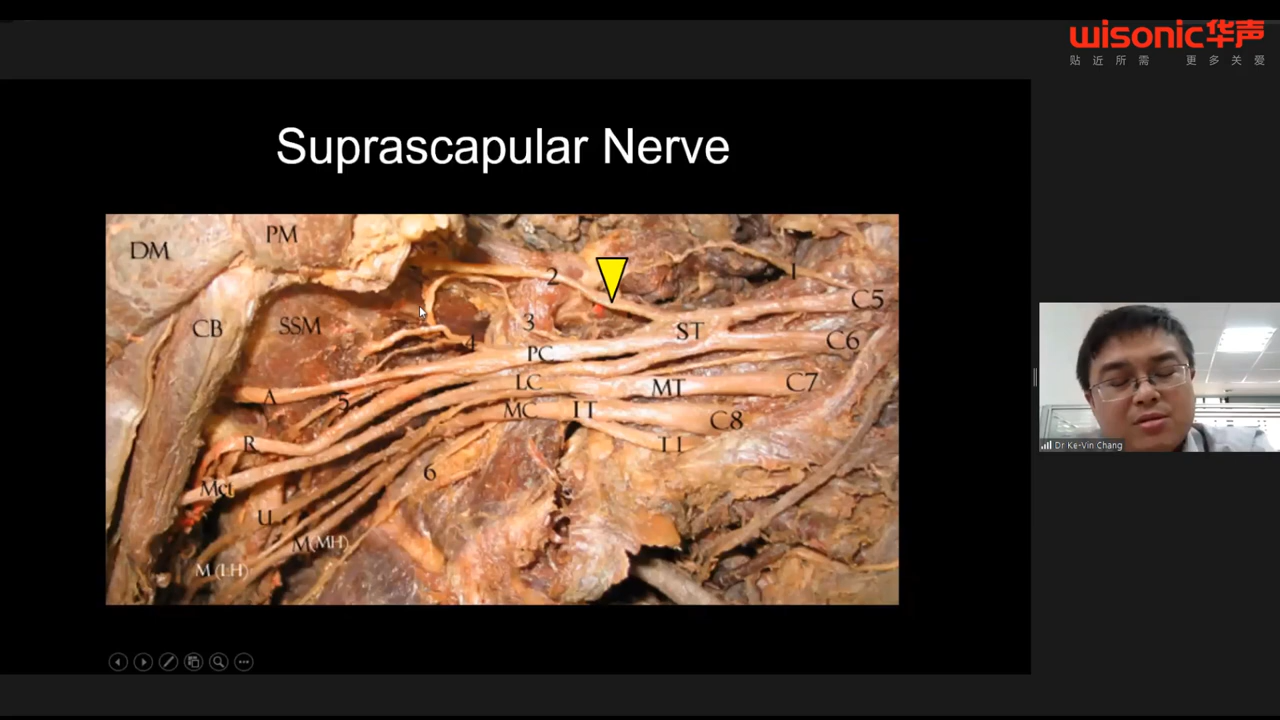 wisonic华声
贴近所需 更多关爱
Suprascapular Nerve
DM
PM
CB
SSM
2
1
C5
3
ST
C6
4
PC
LC
MT
C7
A
5
MC
LT
C8
T1
R
6
Mct
U
M(MH)
M(LH)
Dr Ke-Vin Chang